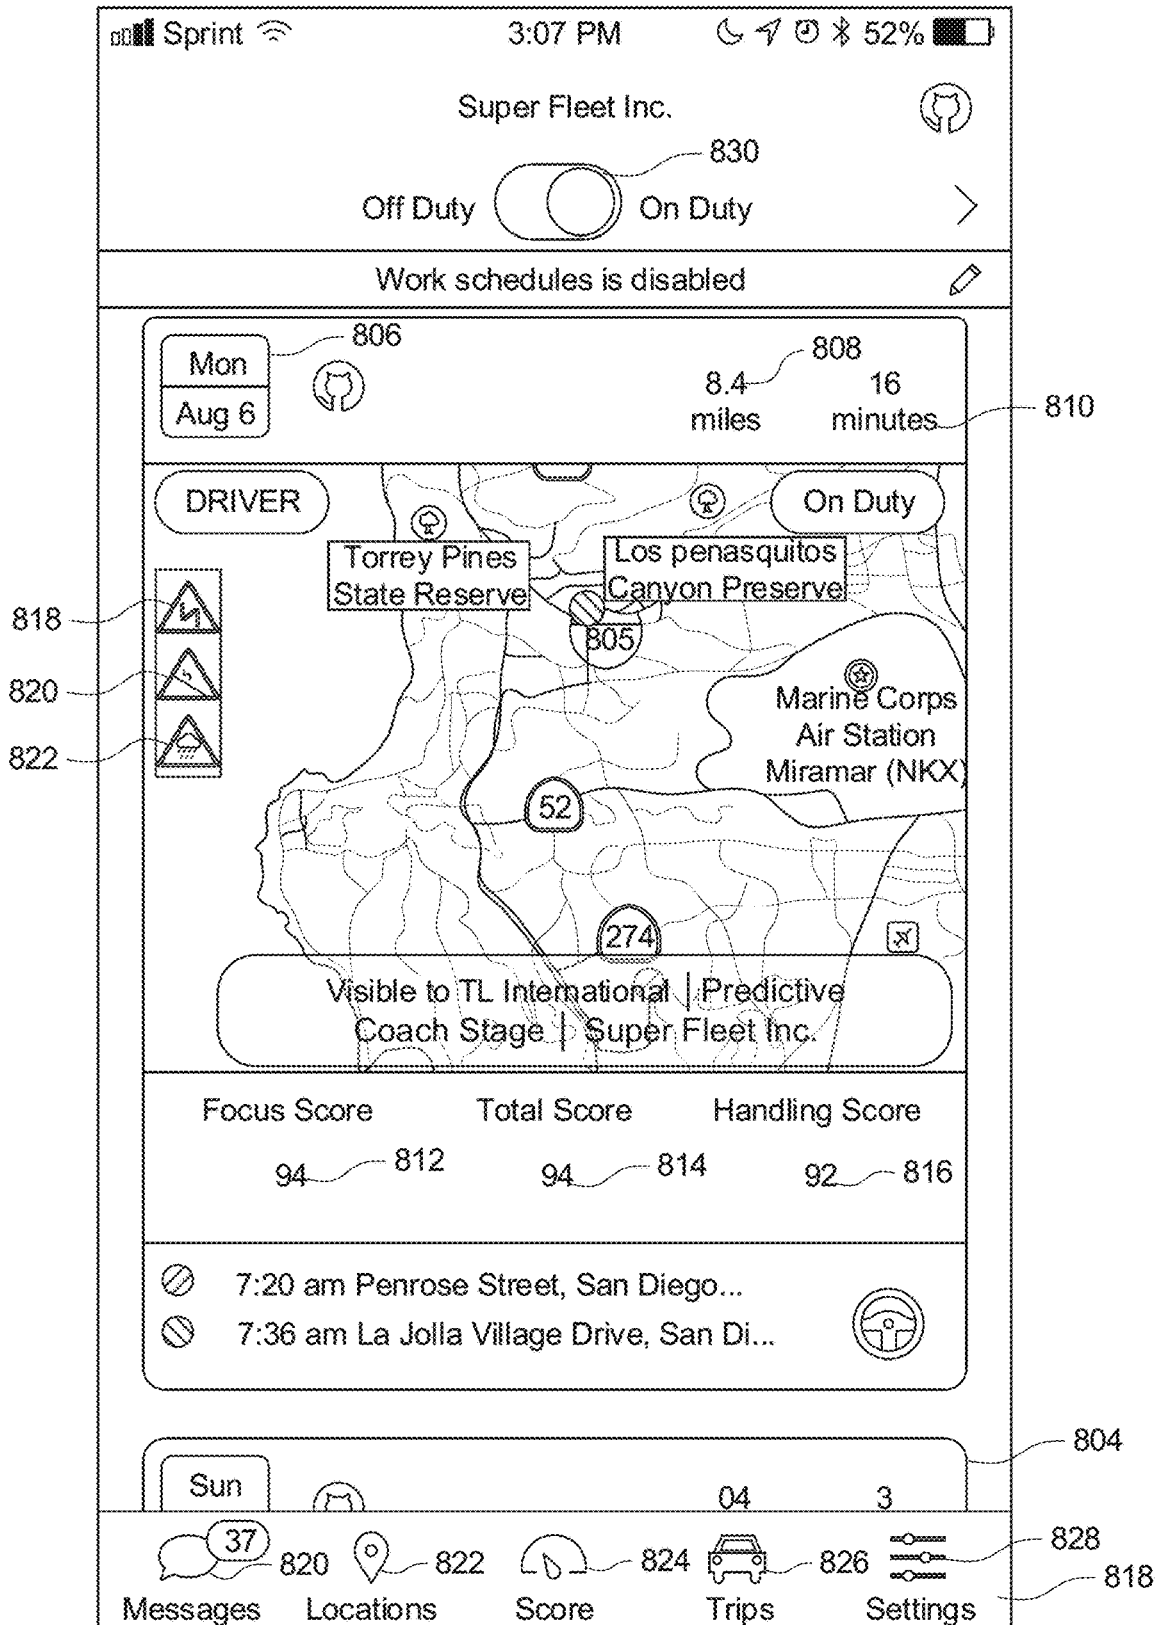 Sprint 3:07 PM 52%
Super Fleet Inc.
830
Off Duty On Duty
Work schedules is disabled
Mon 806 808
8.4 16
Aug 6 miles minutes 810
DRIVER On Duty
Torrey Pines Los penasquitos
State Reserve Canyon Preserve
818 805
820 Marine Corps
Air Station
822 Miramar (NKX)
52
274
Visible to TL International | Predictive
Coach Stage | Super Fleet Inc.
Focus Score Total Score Handling Score
94 812 94 814 92 816
7:20 am Penrose Street, San Diego...
7:36 am La Jolla Village Drive, San Di...
804
Sun 04 3
37 820 822 824 826 828
818
Messages Locations Score Trips Settings